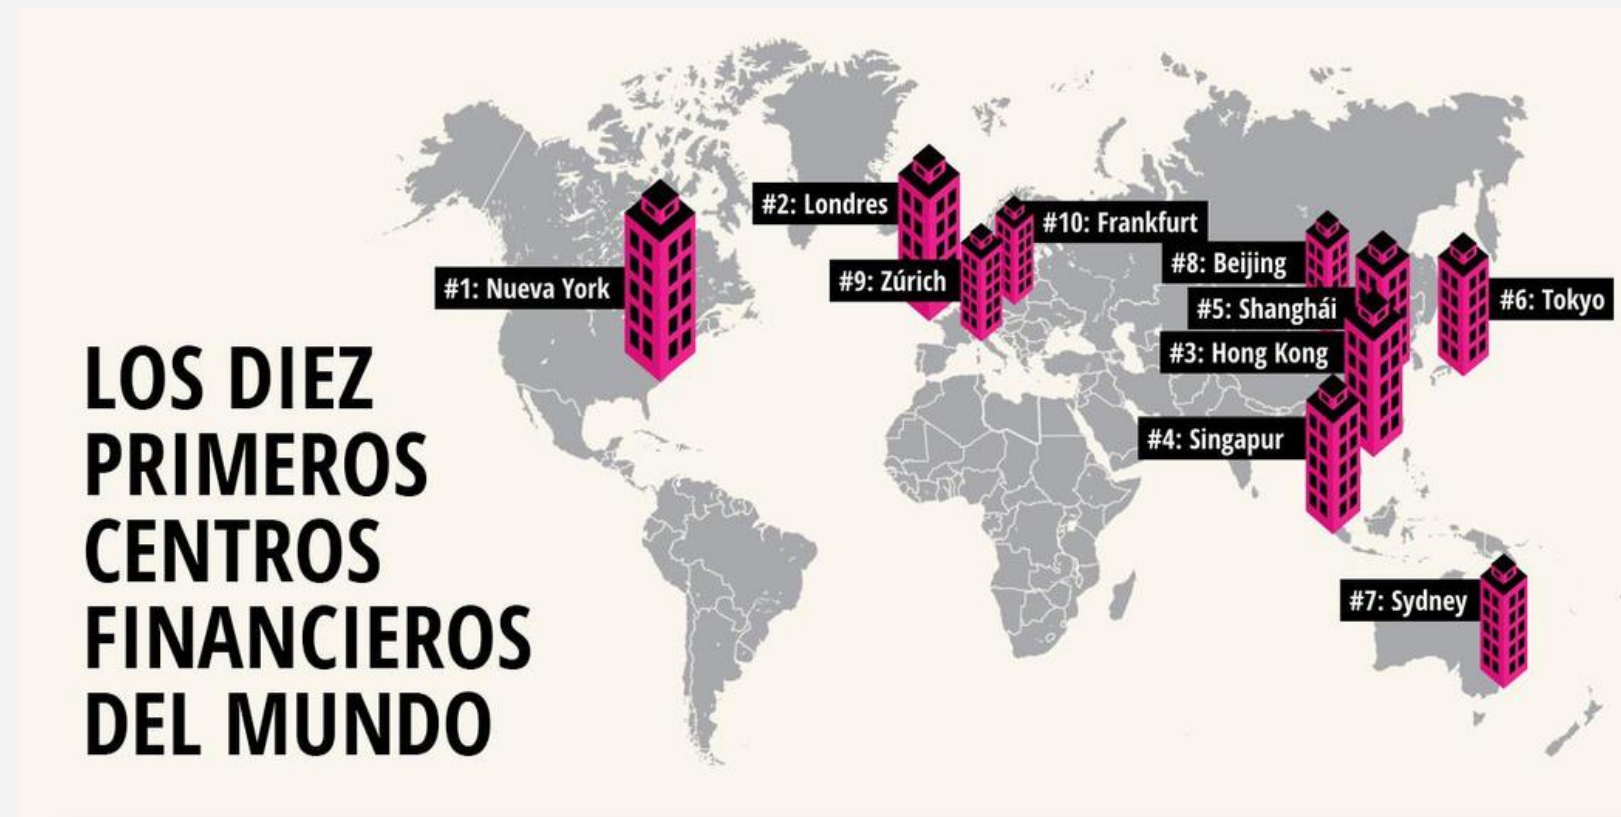 LOS DIEZ
PRIMEROS
CENTROS
FINANCIEROS
DEL MUNDO
#1: Nueva York
#2: Londres
#10: Frankfurt
#9: Zúrich
#8: Beijing
#5: Shanghái
#6: Tokyo
#3: Hong Kong
#4: Singapur
#7: Sydney